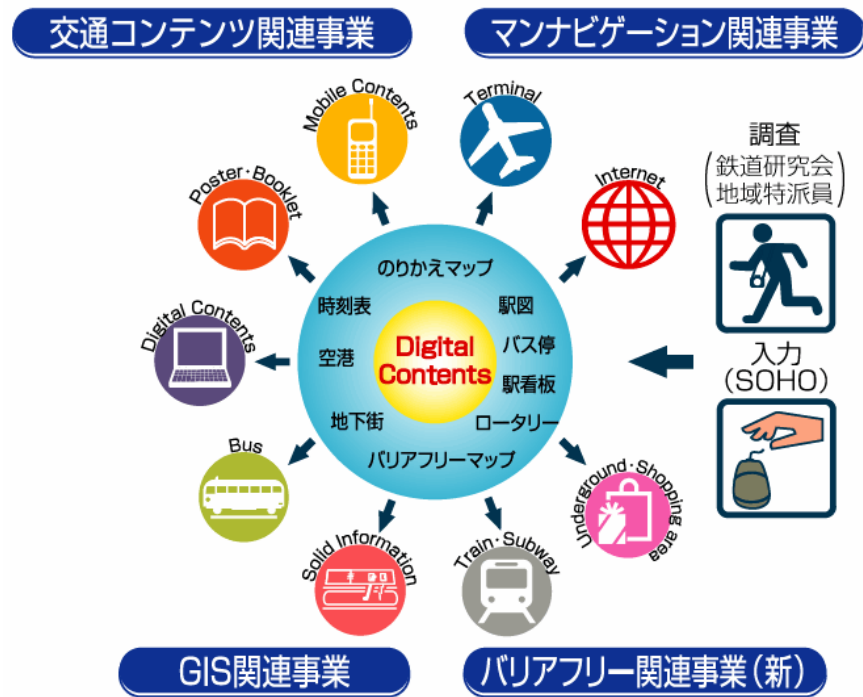 交通コンテンツ関連事業
マンナビゲーション関連事業
Mobile Contents
Terminal
Poster・Booklet
Internet
調査
(鉄道研究会
地域特派員)
のりかえマップ
時刻表
駅図
Digital Contents
空港
Digital
Contents
バス停
駅看板
入力
(SOHO)
地下街
ロータリー
バリアフリーマップ
Bus
Underground・Shopping area
Solid Information
Train・Subway
GIS関連事業
バリアフリー関連事業(新)